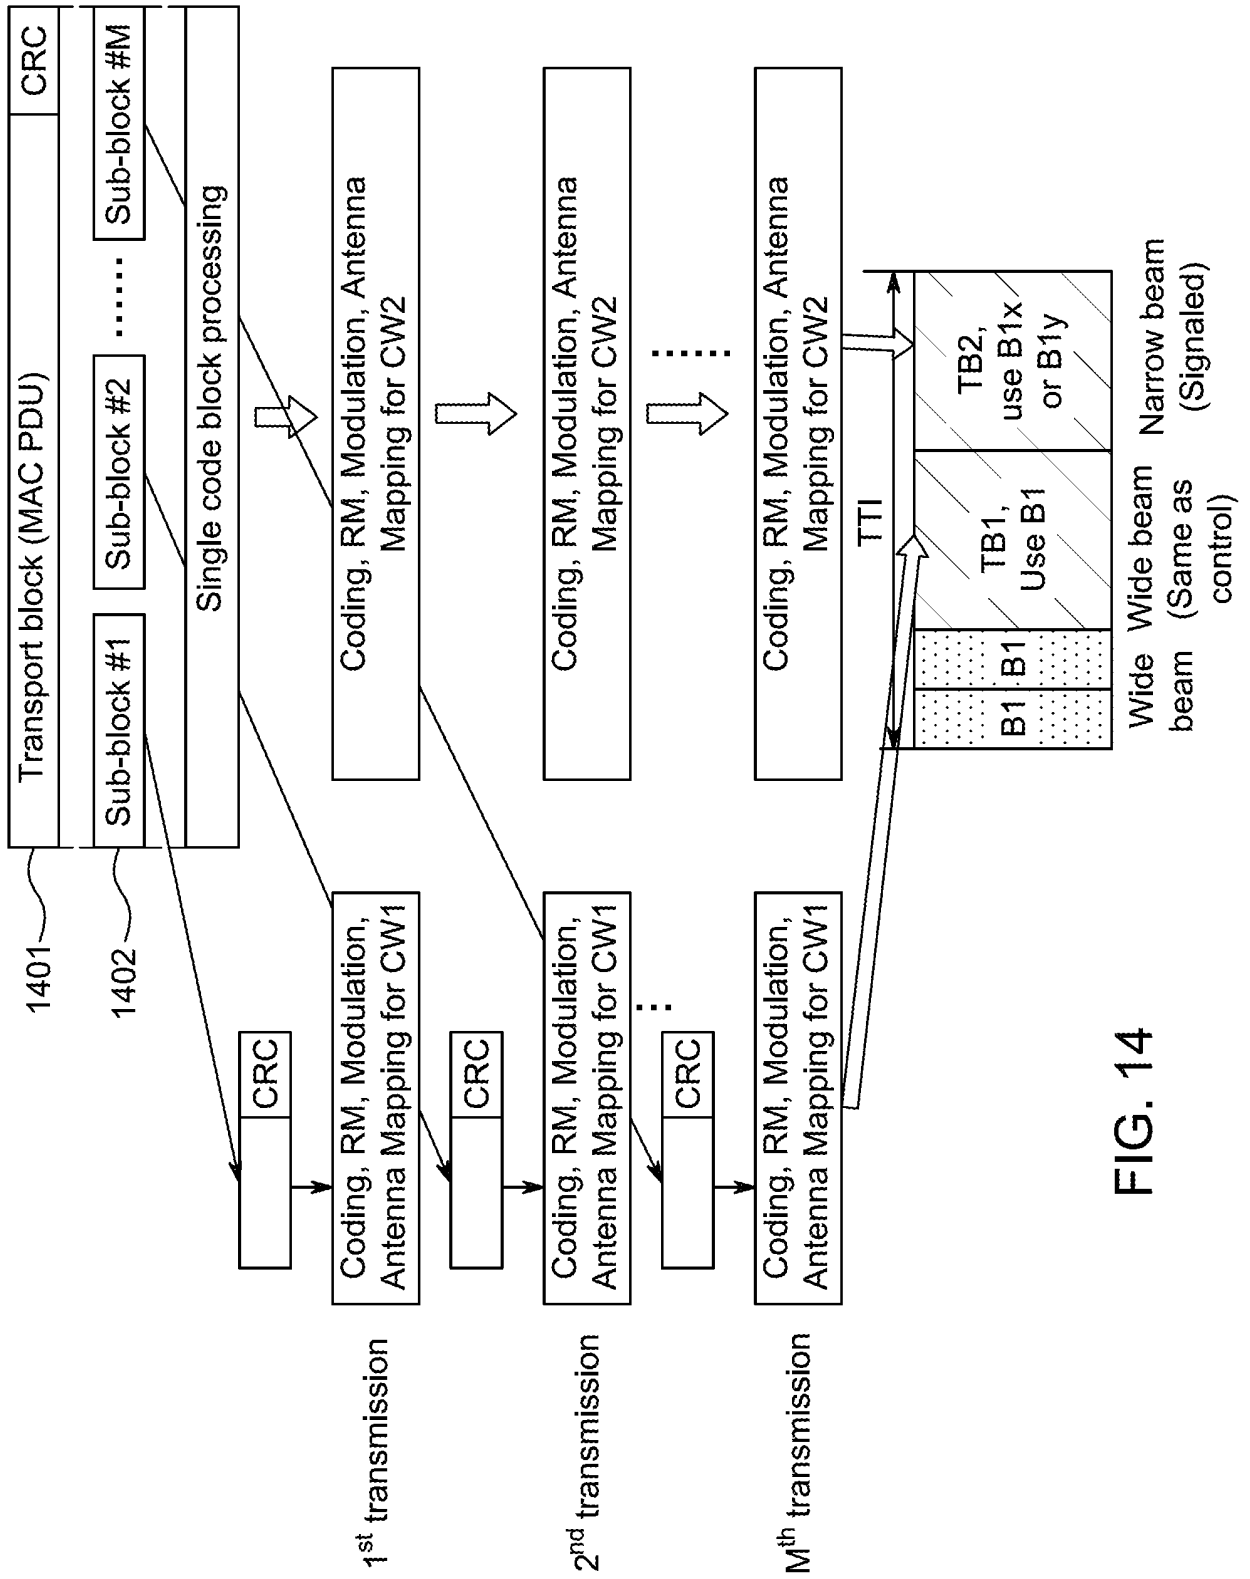 1401
Transport block (MAC PDU)
CRC
1402
Sub-block #1
Sub-block #2
......
Sub-block #M
Single code block processing
CRC
1st transmission
Coding, RM, Modulation,
Antenna Mapping for CW1
Coding, RM, Modulation, Antenna
Mapping for CW2
CRC
2nd transmission
Coding, RM, Modulation,
Antenna Mapping for CW1
Coding, RM, Modulation, Antenna
Mapping for CW2
...
......
CRC
Mth transmission
Coding, RM, Modulation,
Antenna Mapping for CW1
Coding, RM, Modulation, Antenna
Mapping for CW2
TTI
B1
B1
TB1,
Use B1
TB2,
use B1x
or B1y
Wide
beam
Wide beam
(Same as
control)
Narrow beam
(Signaled)
FIG. 14